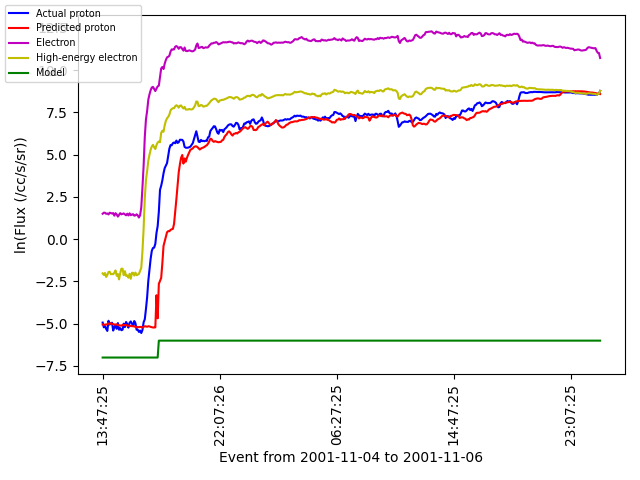 Actual proton
Predicted proton
Electron
High-energy electron
Model
7.5
5.0
2.5
0.0
−2.5
−5.0
−7.5
ln(Flux (/cc/s/sr))
13:47:25
22:07:26
06:27:25
14:47:25
23:07:25
Event from 2001-11-04 to 2001-11-06